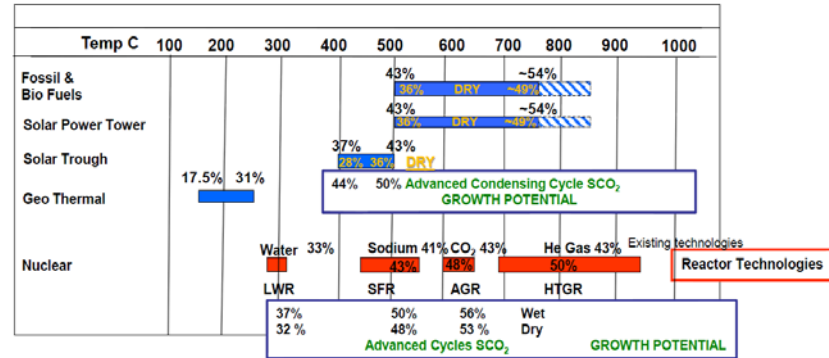 Temp C 100 200 300 400 500 600 700 800 900 1000
Fossil & Bio Fuels
43% ~54%
36% DRY ~49%
Solar Power Tower
43% ~54%
36% DRY ~49%
Solar Trough
37% 43%
28% 36% DRY
Geo Thermal
17.5% 31%
44% 50% Advanced Condensing Cycle SCO₂
GROWTH POTENTIAL
Nuclear
Water 33% Sodium 41% CO₂ 43% He Gas 43% Existing technologies
43% 48% 50% Reactor Technologies
LWR SFR AGR HTGR
37% 50% 56% Wet
32 % 48% 53 % Dry
Advanced Cycles SCO₂ GROWTH POTENTIAL